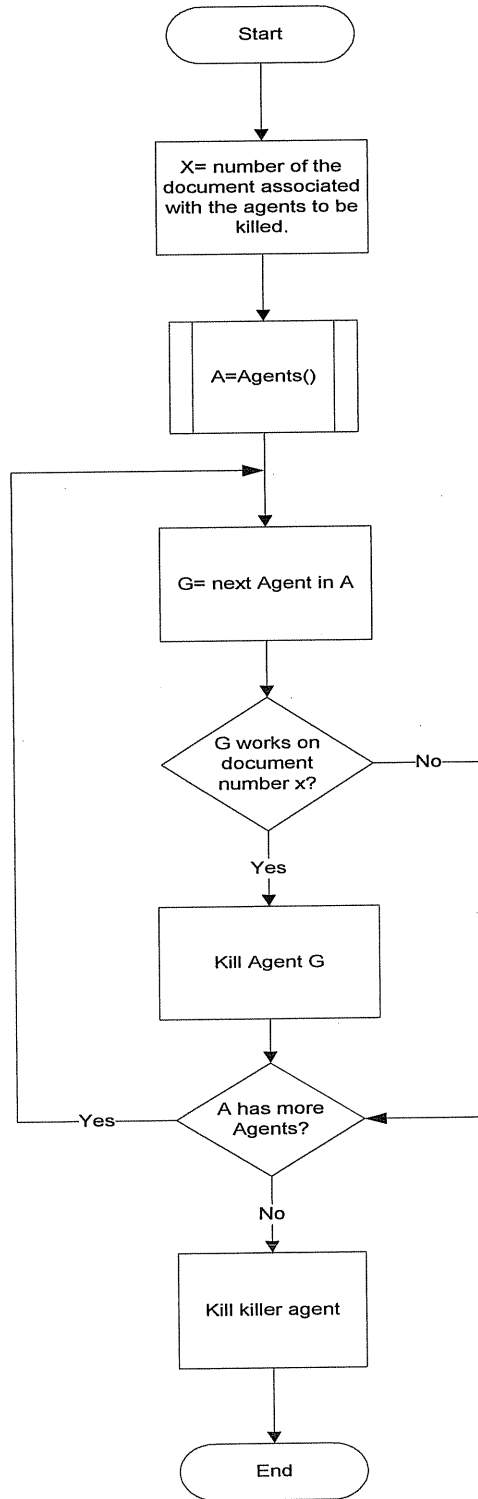 Start
X= number of the
document associated
with the agents to be
killed.
A=Agents()
G= next Agent in A
G works on
document
number x?
No
Yes
Kill Agent G
A has more
Agents?
Yes
No
Kill killer agent
End